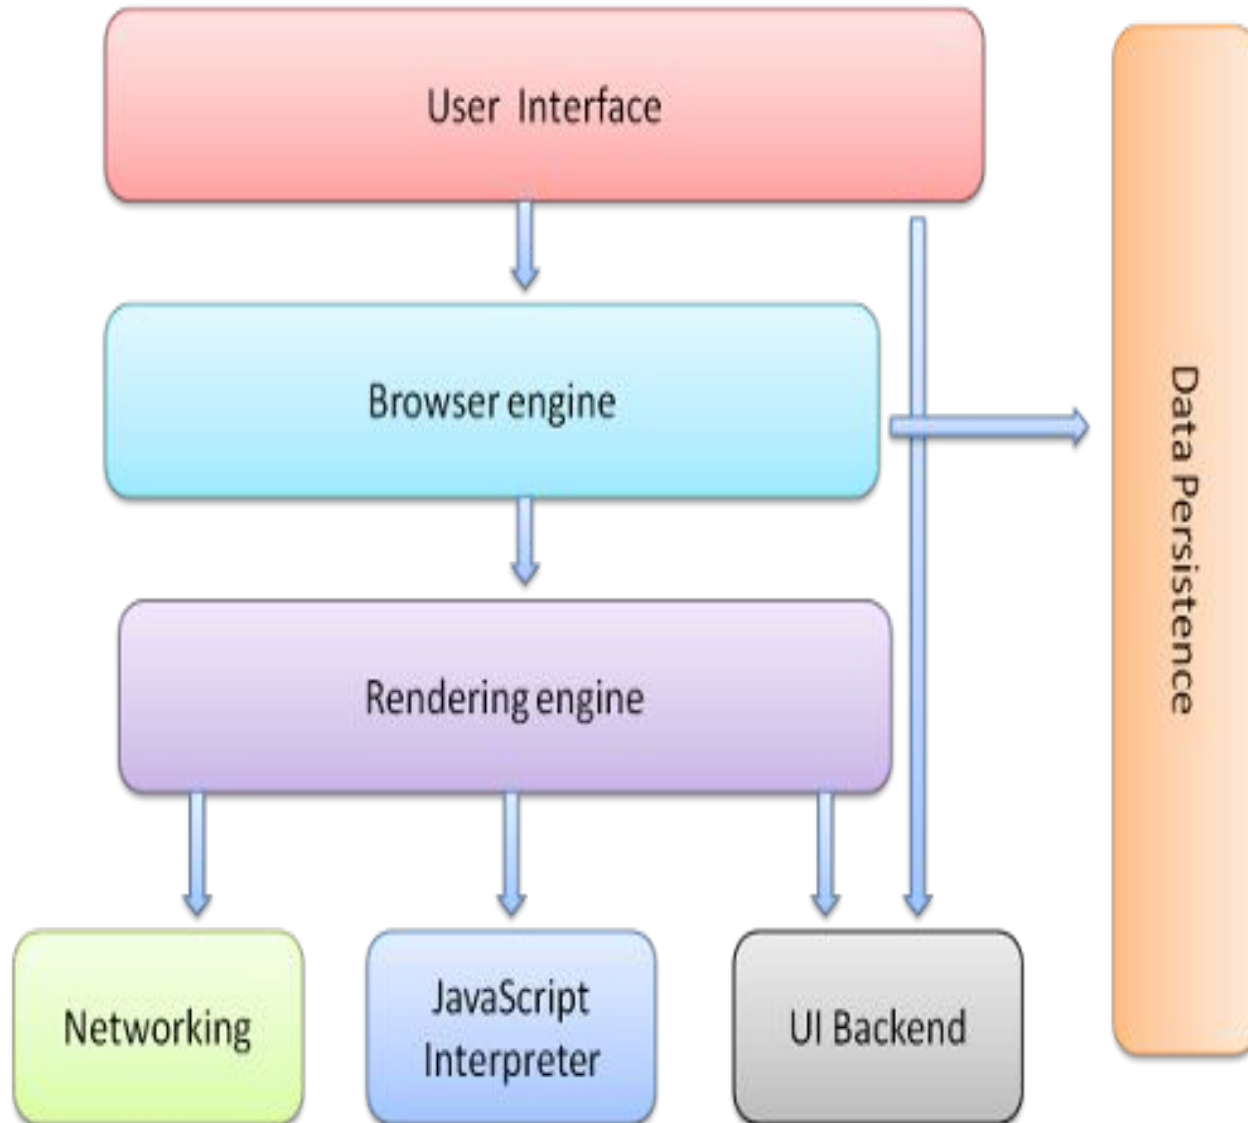 User Interface
Browser engine
Data Persistence
Rendering engine
Networking
JavaScript
Interpreter
UI Backend